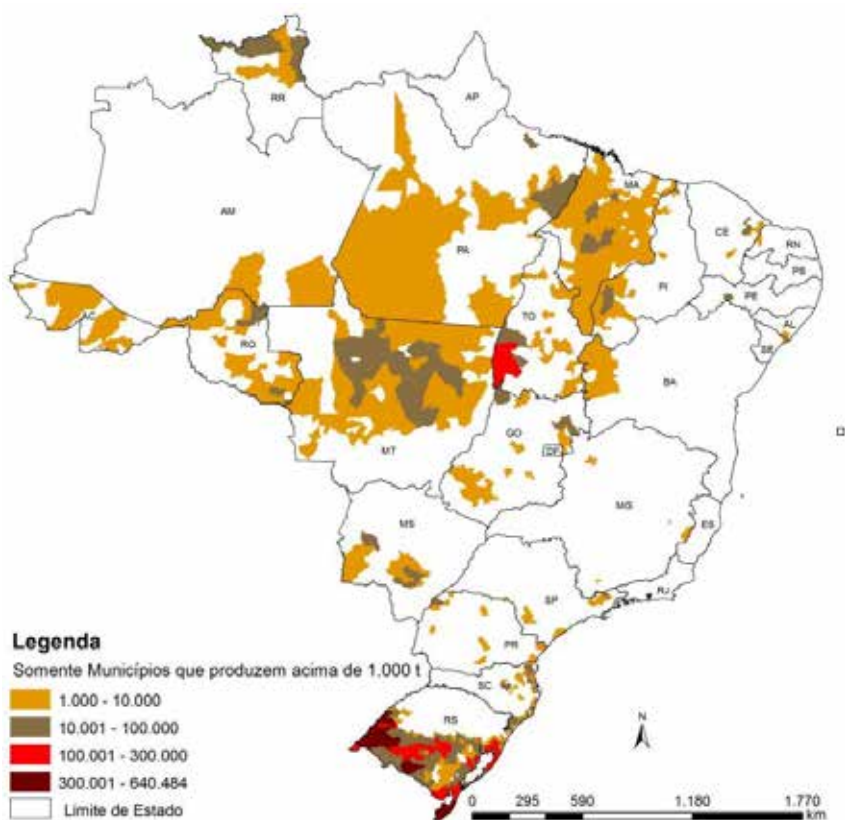 RR
AP
AM
PA
MA
CE
RN
PB
PI
PE
AL
SE
AC
RO
TO
BA
MT
GO
DF
MG
ES
MS
SP
RJ
PR
SC
RS
N
Legenda
Somente Municípios que produzem acima de 1.000 t
1.000 - 10.000
10.001 - 100.000
100.001 - 300.000
300.001 - 640.484
Límite de Estado
0 295 590 1.180 1.770
km